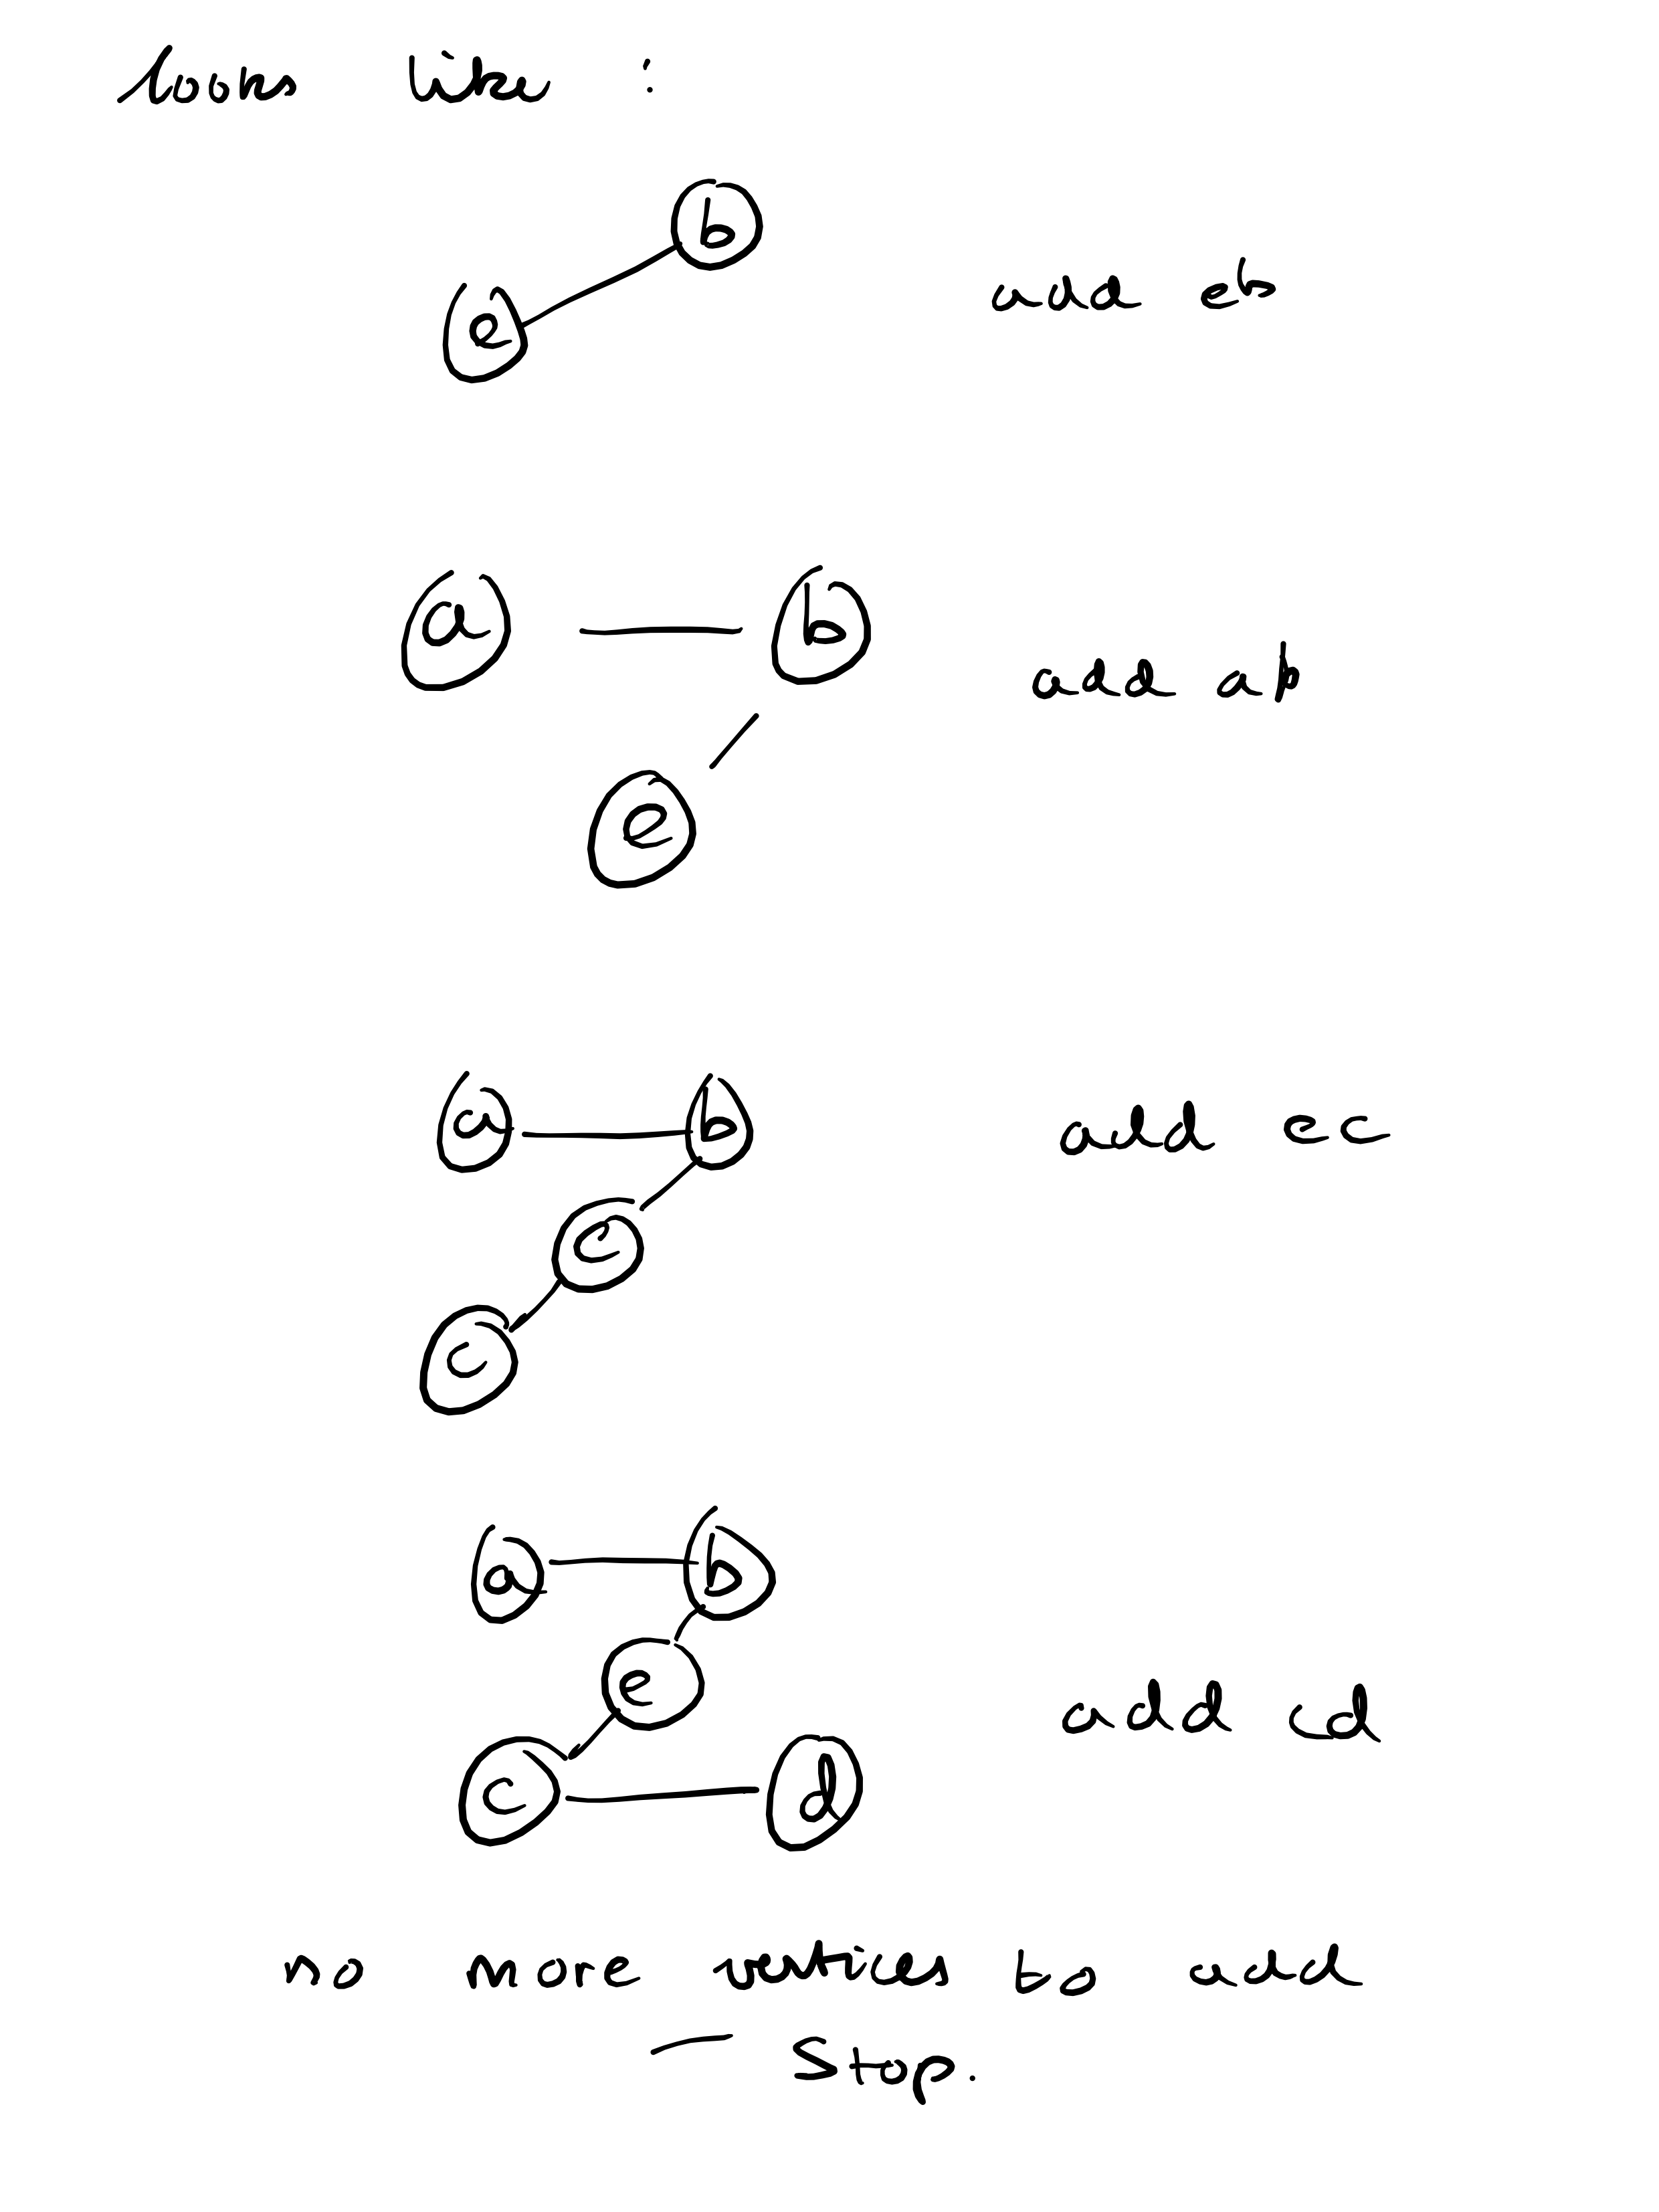 looks like :
b
e
add eb
a b
add ab
e
a b
add ec
e
c
a b
e
add cd
c d
no more vertices to add
— Stop.